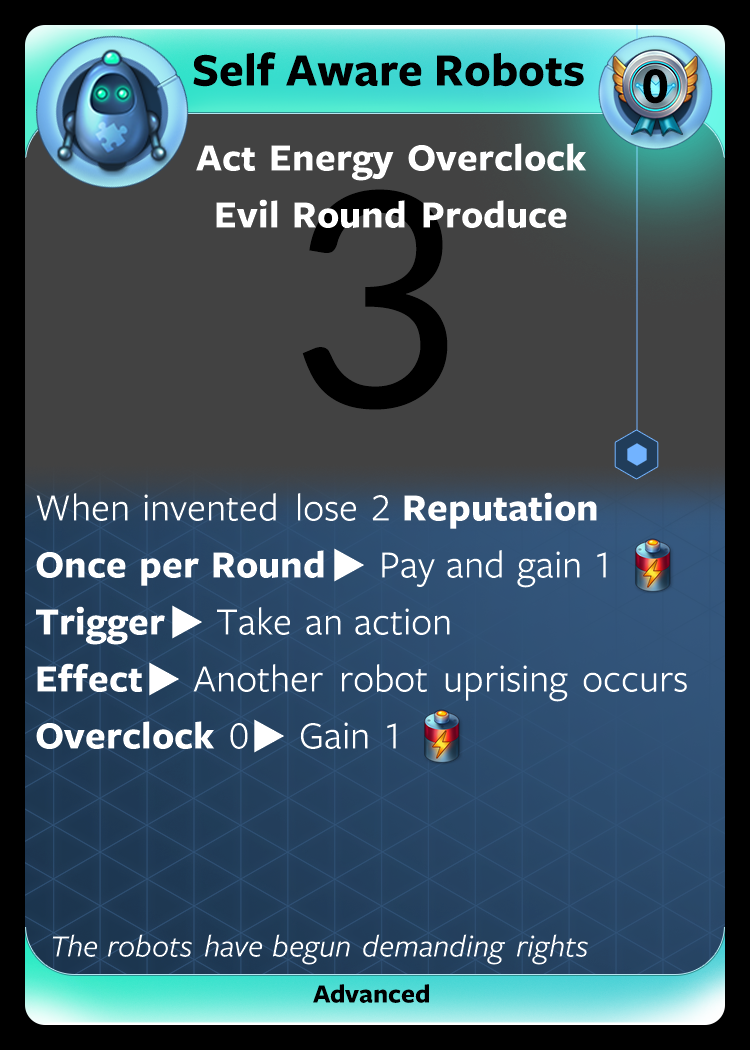 Self Aware Robots
0
Act Energy Overclock
Evil Round Produce
3
When invented lose 2 Reputation
Once per Round▶ Pay and gain 1
Trigger▶ Take an action
Effect▶ Another robot uprising occurs
Overclock 0▶ Gain 1
The robots have begun demanding rights
Advanced